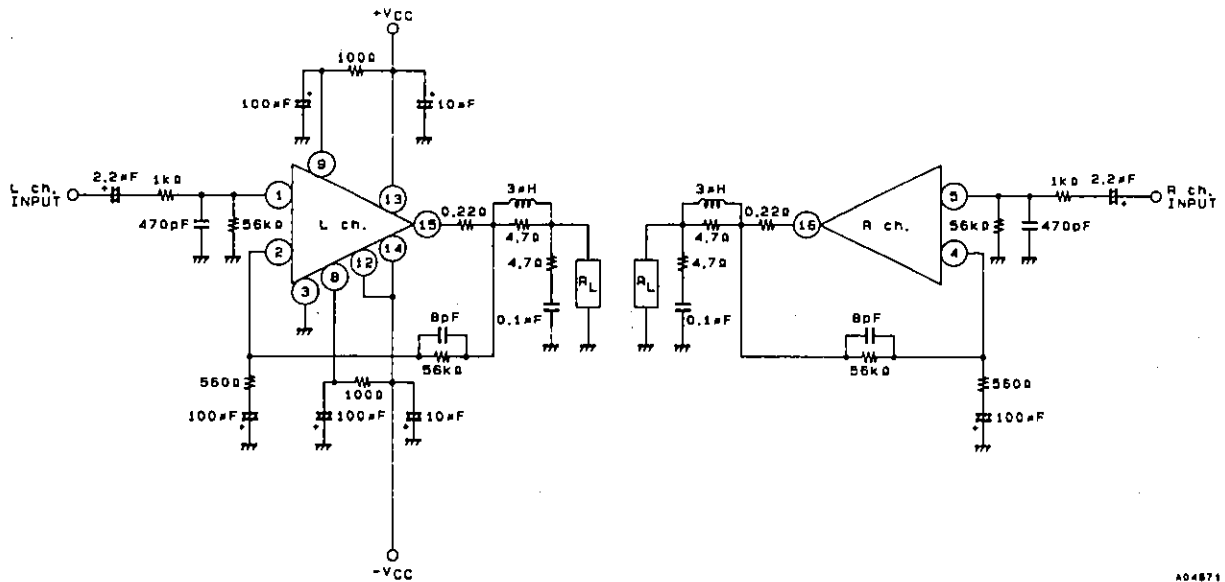 +VCC
100Ω
100µF +
+ 10µF
9
L ch.
INPUT
2.2µF
+
1kΩ
470pF
56kΩ
1
2
3
8
12
13
14
15
L ch.
0.22Ω
3µH
4.7Ω
4.7Ω
0.1µF
RL
8pF
56kΩ
560Ω
100µF
+
100Ω
100µF
+
10µF
+
-VCC
3µH
0.22Ω
4.7Ω
4.7Ω
0.1µF
RL
16
R ch.
5
4
1kΩ
2.2µF
+
R ch.
INPUT
56kΩ
470pF
8pF
56kΩ
560Ω
100µF
+
A04871